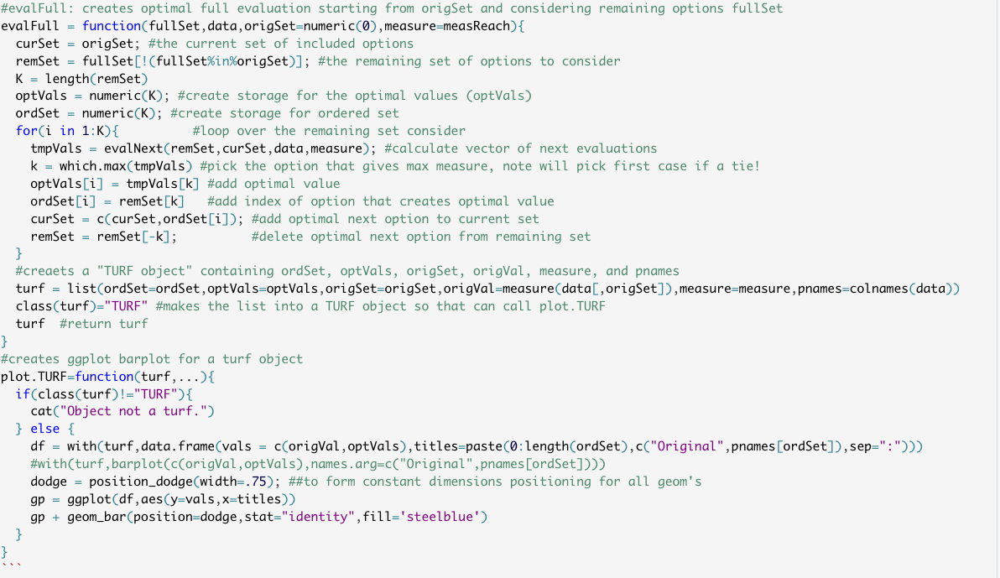 #evalFull: creates optimal full evaluation starting from origSet and considering remaining options fullSet
evalFull = function(fullSet,data,origSet=numeric(0),measure=measReach){
  curSet = origSet; #the current set of included options
  remSet = fullSet[!(fullSet%in%origSet)]; #the remaining set of options to consider
  K = length(remSet)
  optVals = numeric(K); #create storage for the optimal values (optVals)
  ordSet = numeric(K); #create storage for ordered set
  for(i in 1:K){          #loop over the remaining set consider
    tmpVals = evalNext(remSet,curSet,data,measure); #calculate vector of next evaluations
    k = which.max(tmpVals) #pick the option that gives max measure, note will pick first case if a tie!
    optVals[i] = tmpVals[k] #add optimal value
    ordSet[i] = remSet[k]   #add index of option that creates optimal value
    curSet = c(curSet,ordSet[i]); #add optimal next option to current set
    remSet = remSet[-k];          #delete optimal next option from remaining set
  }
  #creaets a "TURF object" containing ordSet, optVals, origSet, origVal, measure, and pnames
  turf = list(ordSet=ordSet,optVals=optVals,origSet=origSet,origVal=measure(data[,origSet]),measure=measure,pnames=colnames(data))
  class(turf)="TURF" #makes the list into a TURF object so that can call plot.TURF
  turf  #return turf
}
#creates ggplot barplot for a turf object
plot.TURF=function(turf,...){
  if(class(turf)!="TURF"){
    cat("Object not a turf.")
  } else {
    df = with(turf,data.frame(vals = c(origVal,optVals),titles=paste(0:length(ordSet),c("Original",pnames[ordSet]),sep=":")))
    #with(turf,barplot(c(origVal,optVals),names.arg=c("Original",pnames[ordSet])))
    dodge = position_dodge(width=.75); ##to form constant dimensions positioning for all geom's
    gp = ggplot(df,aes(y=vals,x=titles))
    gp + geom_bar(position=dodge,stat="identity",fill='steelblue')
  }
}
```